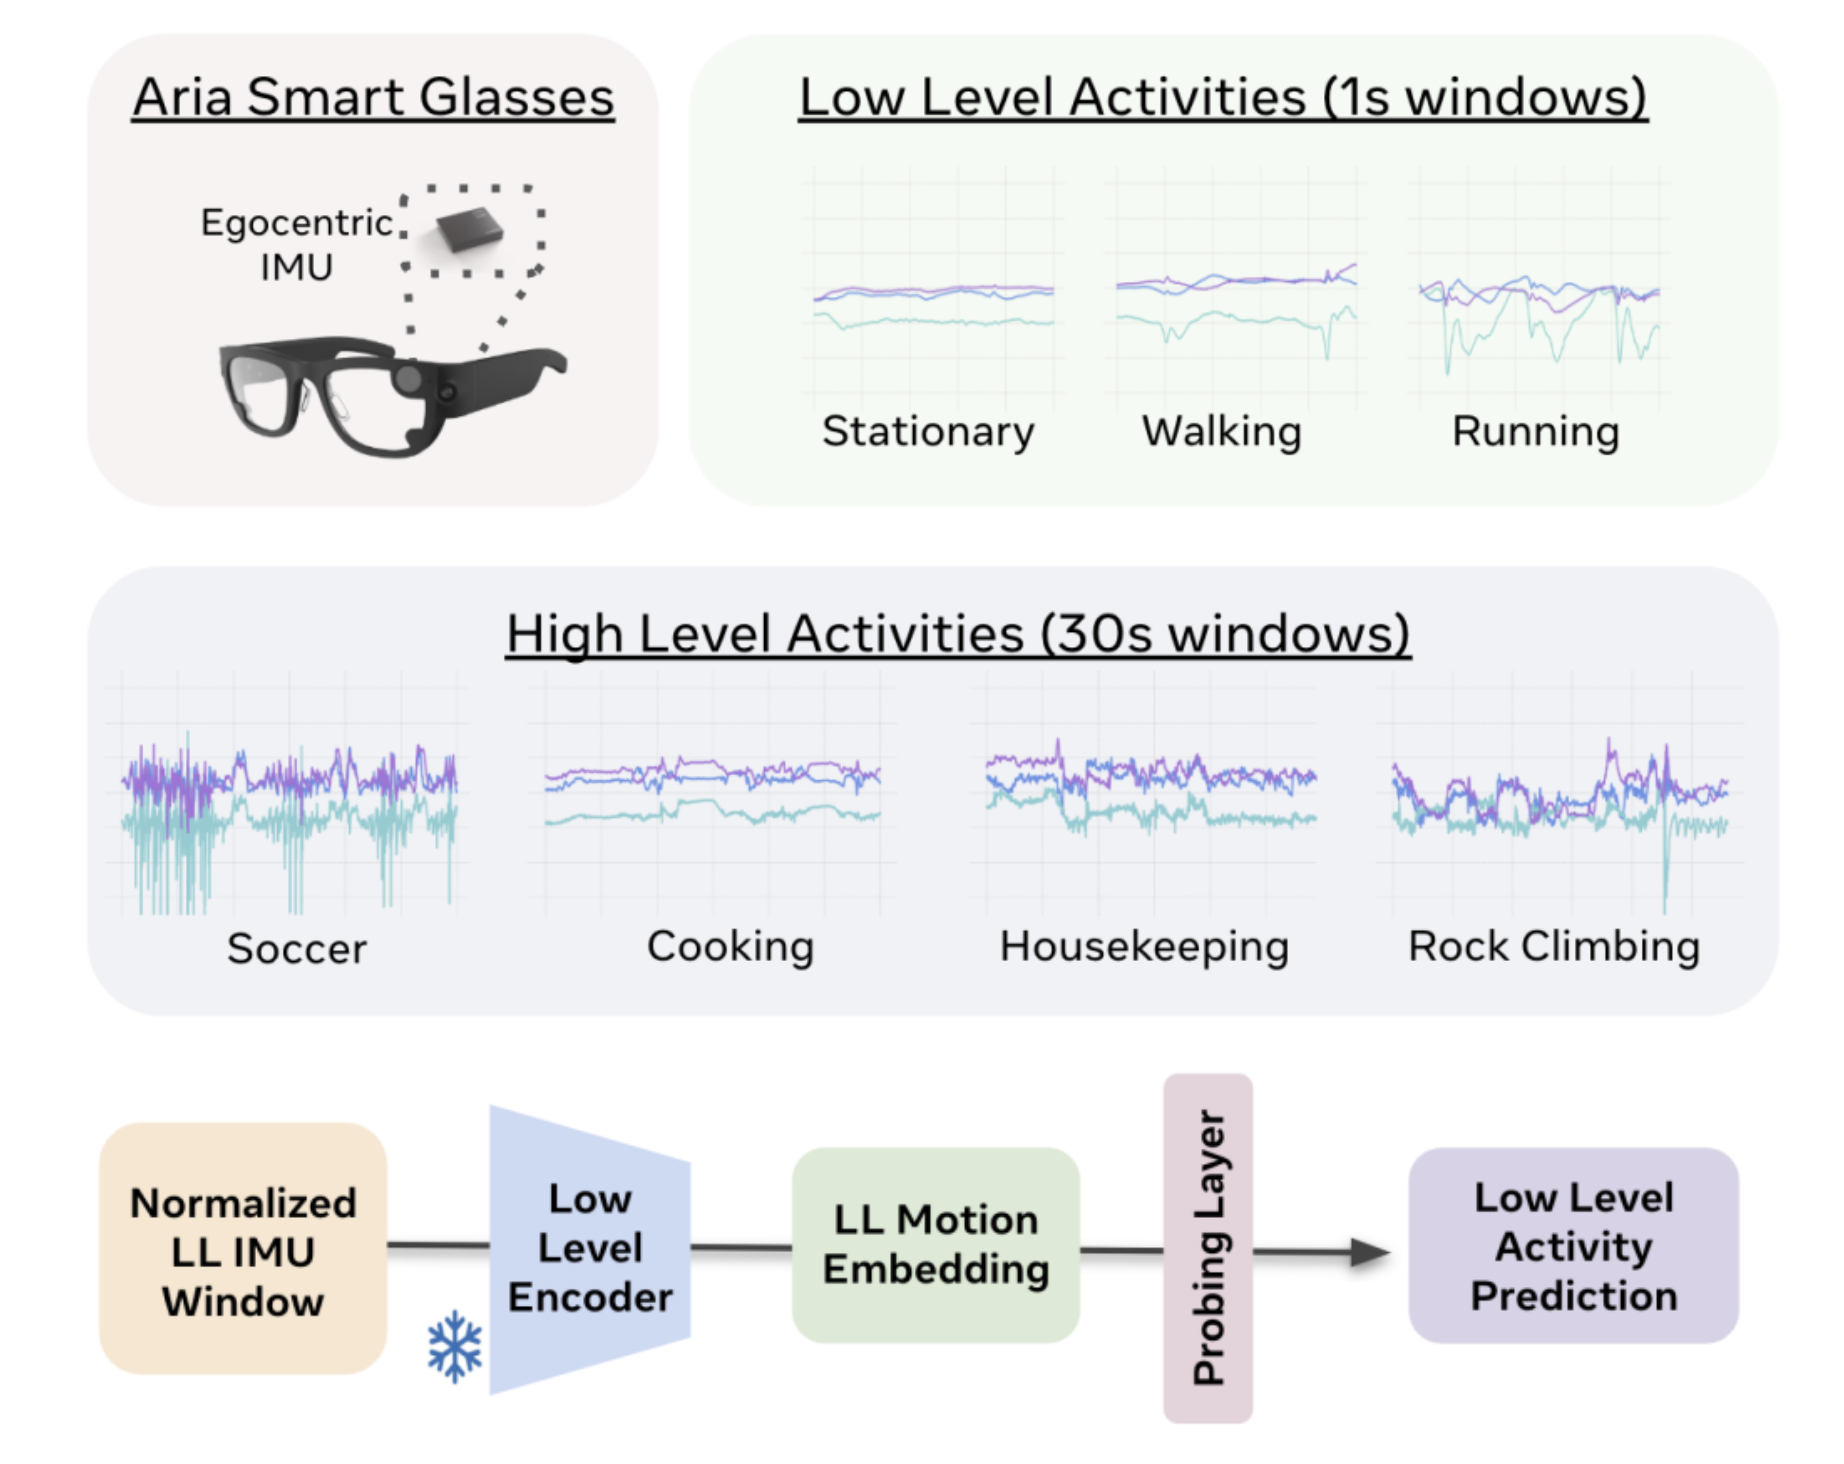 Aria Smart Glasses
Egocentric
IMU
Low Level Activities (1s windows)
Stationary
Walking
Running
High Level Activities (30s windows)
Soccer
Cooking
Housekeeping
Rock Climbing
Normalized
LL IMU
Window
Low
Level
Encoder
LL Motion
Embedding
Probing Layer
Low Level
Activity
Prediction